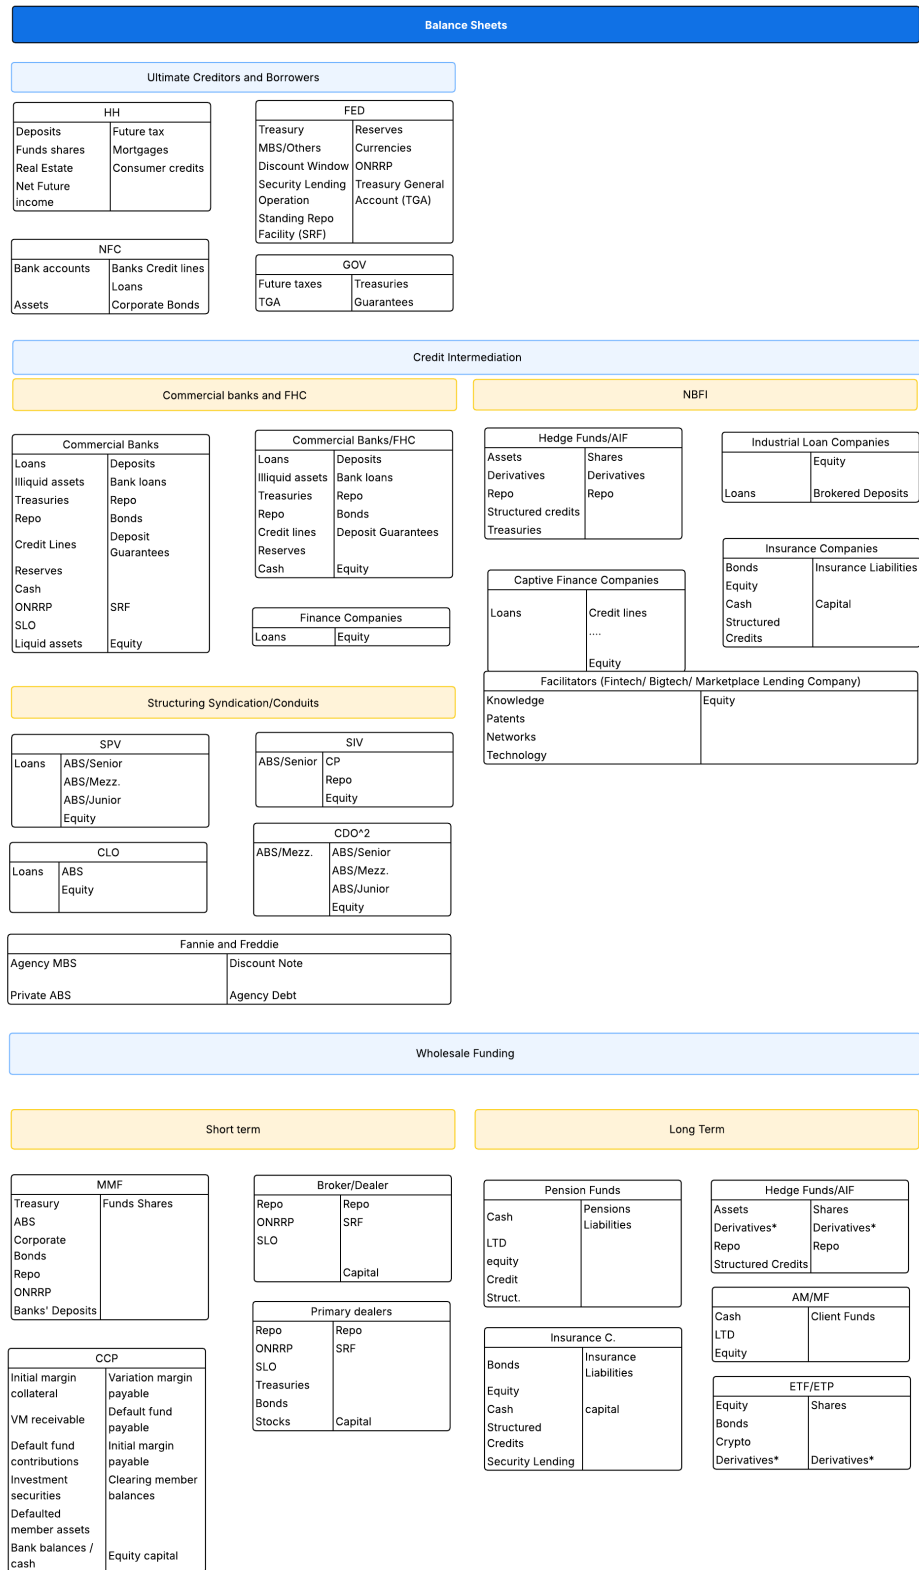 Balance Sheets
Ultimate Creditors and Borrowers
HH
Deposits
Future tax
Funds shares
Mortgages
Real Estate
Consumer credits
Net Future
income
FED
Treasury
Reserves
MBS/Others
Currencies
Discount Window
ONRRP
Security Lending
Operation
Treasury General
Account (TGA)
Standing Repo
Facility (SRF)
NFC
Bank accounts
Banks Credit lines
Loans
Assets
Corporate Bonds
GOV
Future taxes
Treasuries
TGA
Guarantees
Credit Intermediation
Commercial banks and FHC
NBFI
Commercial Banks
Loans
Deposits
Illiquid assets
Bank loans
Treasuries
Repo
Repo
Bonds
Credit Lines
Deposit
Guarantees
Reserves
Cash
ONRRP
SRF
SLO
Liquid assets
Equity
Commercial Banks/FHC
Loans
Deposits
Illiquid assets
Bank loans
Treasuries
Repo
Repo
Bonds
Credit lines
Deposit Guarantees
Reserves
Cash
Equity
Finance Companies
Loans
Equity
Hedge Funds/AIF
Assets
Shares
Derivatives
Derivatives
Repo
Repo
Structured credits
Treasuries
Industrial Loan Companies
Equity
Loans
Brokered Deposits
Captive Finance Companies
Loans
Credit lines
....
Equity
Insurance Companies
Bonds
Insurance Liabilities
Equity
Cash
Capital
Structured
Credits
Facilitators (Fintech/ Bigtech/ Marketplace Lending Company)
Knowledge
Equity
Patents
Networks
Technology
Structuring Syndication/Conduits
SPV
Loans
ABS/Senior
ABS/Mezz.
ABS/Junior
Equity
SIV
ABS/Senior
CP
Repo
Equity
CLO
Loans
ABS
Equity
CDO^2
ABS/Mezz.
ABS/Senior
ABS/Mezz.
ABS/Junior
Equity
Fannie and Freddie
Agency MBS
Discount Note
Private ABS
Agency Debt
Wholesale Funding
Short term
Long Term
MMF
Treasury
Funds Shares
ABS
Corporate
Bonds
Repo
ONRRP
Banks' Deposits
Broker/Dealer
Repo
Repo
ONRRP
SRF
SLO
Capital
Primary dealers
Repo
Repo
ONRRP
SRF
SLO
Treasuries
Bonds
Stocks
Capital
CCP
Initial margin
collateral
Variation margin
payable
VM receivable
Default fund
payable
Default fund
contributions
Initial margin
payable
Investment
securities
Clearing member
balances
Defaulted
member assets
Bank balances /
cash
Equity capital
Pension Funds
Cash
Pensions
Liabilities
LTD
equity
Credit
Struct.
Insurance C.
Bonds
Insurance
Liabilities
Equity
Cash
capital
Structured
Credits
Security Lending
Hedge Funds/AIF
Assets
Shares
Derivatives*
Derivatives*
Repo
Repo
Structured Credits
AM/MF
Cash
Client Funds
LTD
Equity
ETF/ETP
Equity
Shares
Bonds
Crypto
Derivatives*
Derivatives*